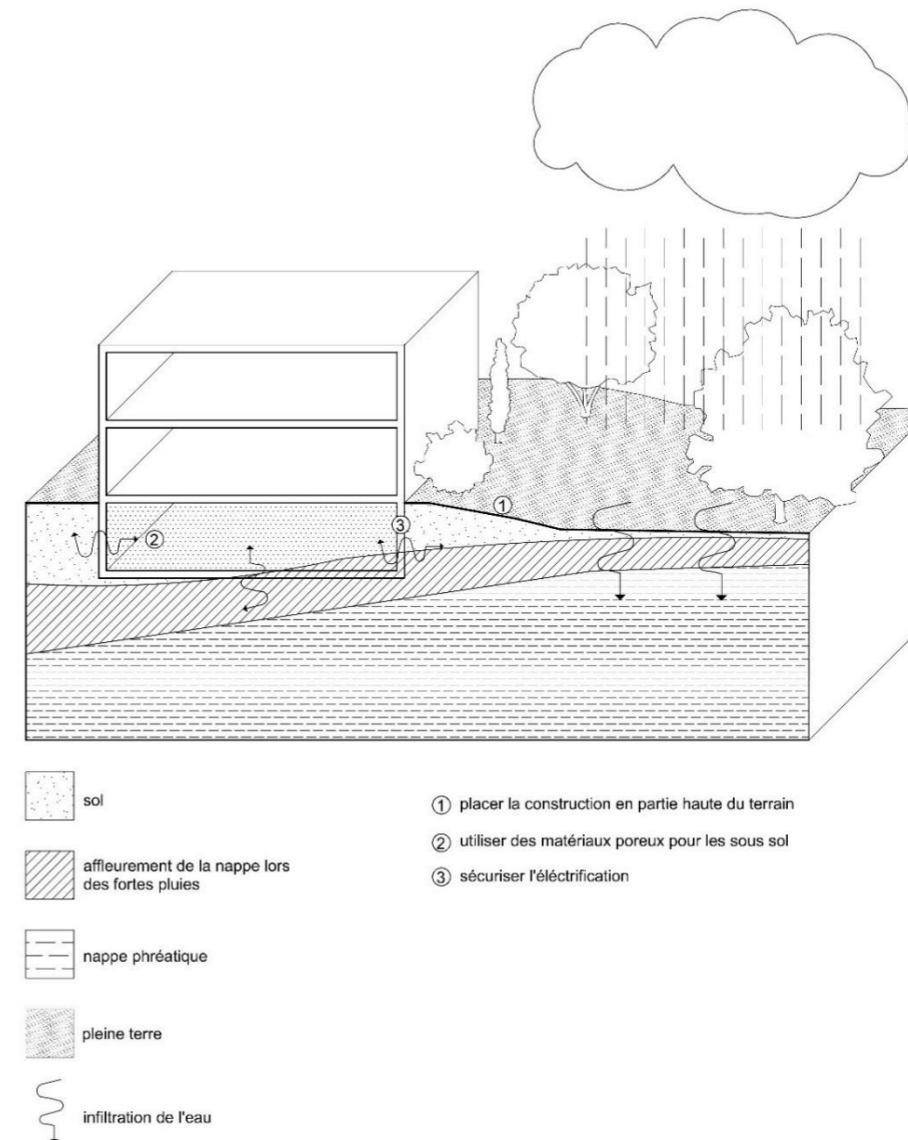 ②
③
①
sol
affleurement de la nappe lors
des fortes pluies
nappe phréatique
pleine terre
infiltration de l'eau
① placer la construction en partie haute du terrain
② utiliser des matériaux poreux pour les sous sol
③ sécuriser l'éléctrification